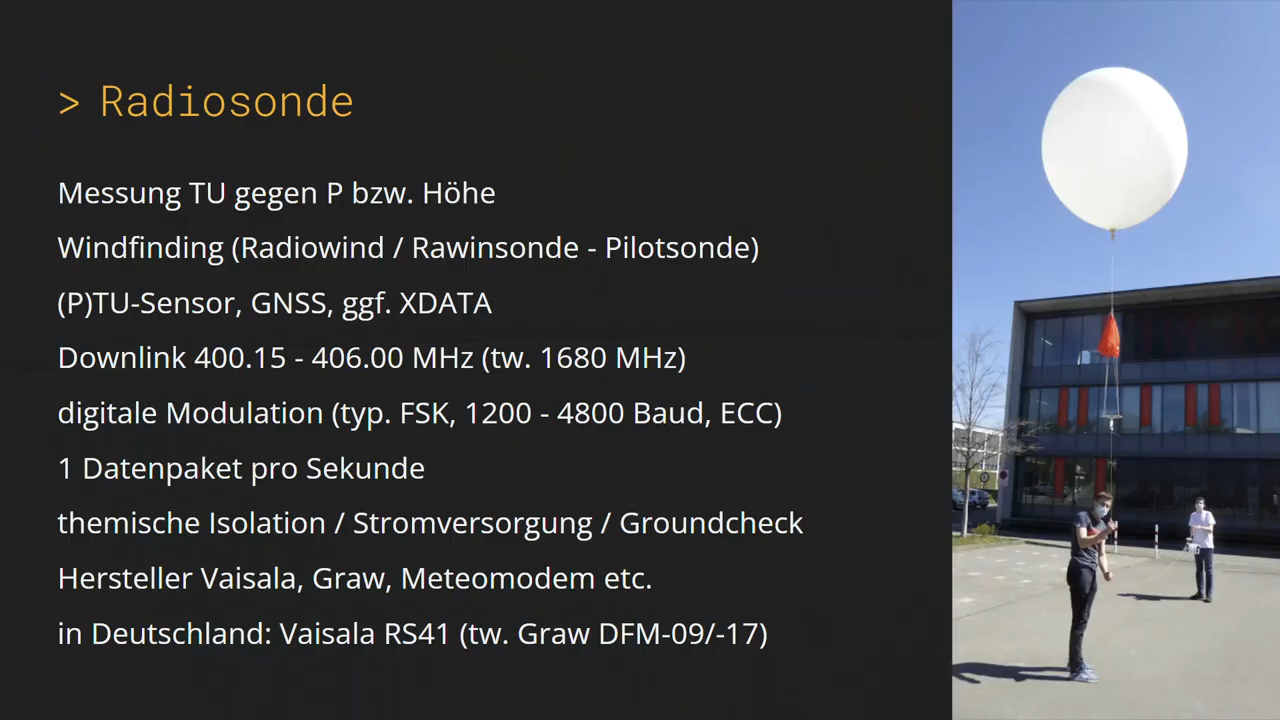 > Radiosonde
Messung TU gegen P bzw. Höhe
Windfinding (Radiowind / Rawinsonde - Pilotsonde)
(P)TU-Sensor, GNSS, ggf. XDATA
Downlink 400.15 - 406.00 MHz (tw. 1680 MHz)
digitale Modulation (typ. FSK, 1200 - 4800 Baud, ECC)
1 Datenpaket pro Sekunde
themische Isolation / Stromversorgung / Groundcheck
Hersteller Vaisala, Graw, Meteomodem etc.
in Deutschland: Vaisala RS41 (tw. Graw DFM-09/-17)